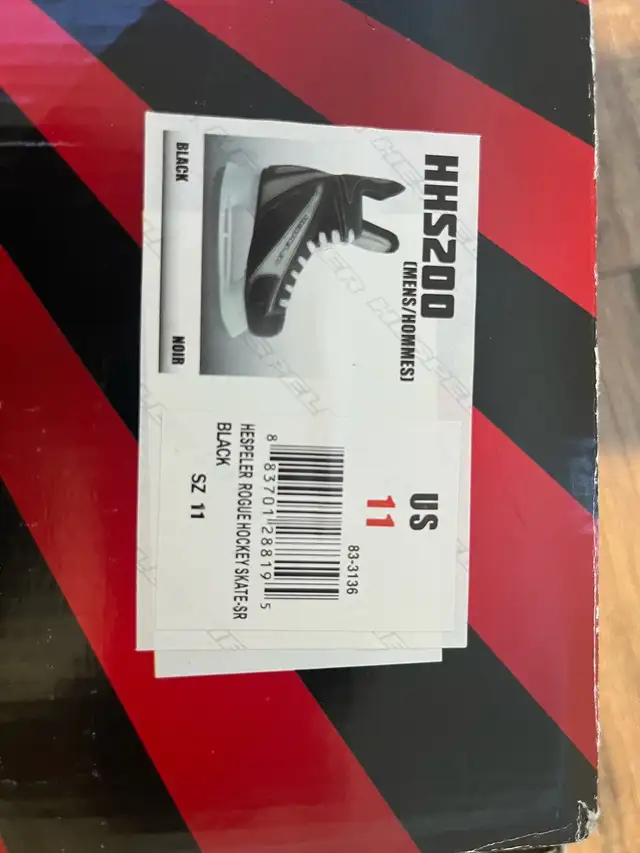 HHS200
(MENS/HOMMES)
BLACK
NOIR
US
11
83-3136
8 83701 28819 5
HESPELER ROGUE HOCKEY SKATE-SR
BLACK
SZ 11